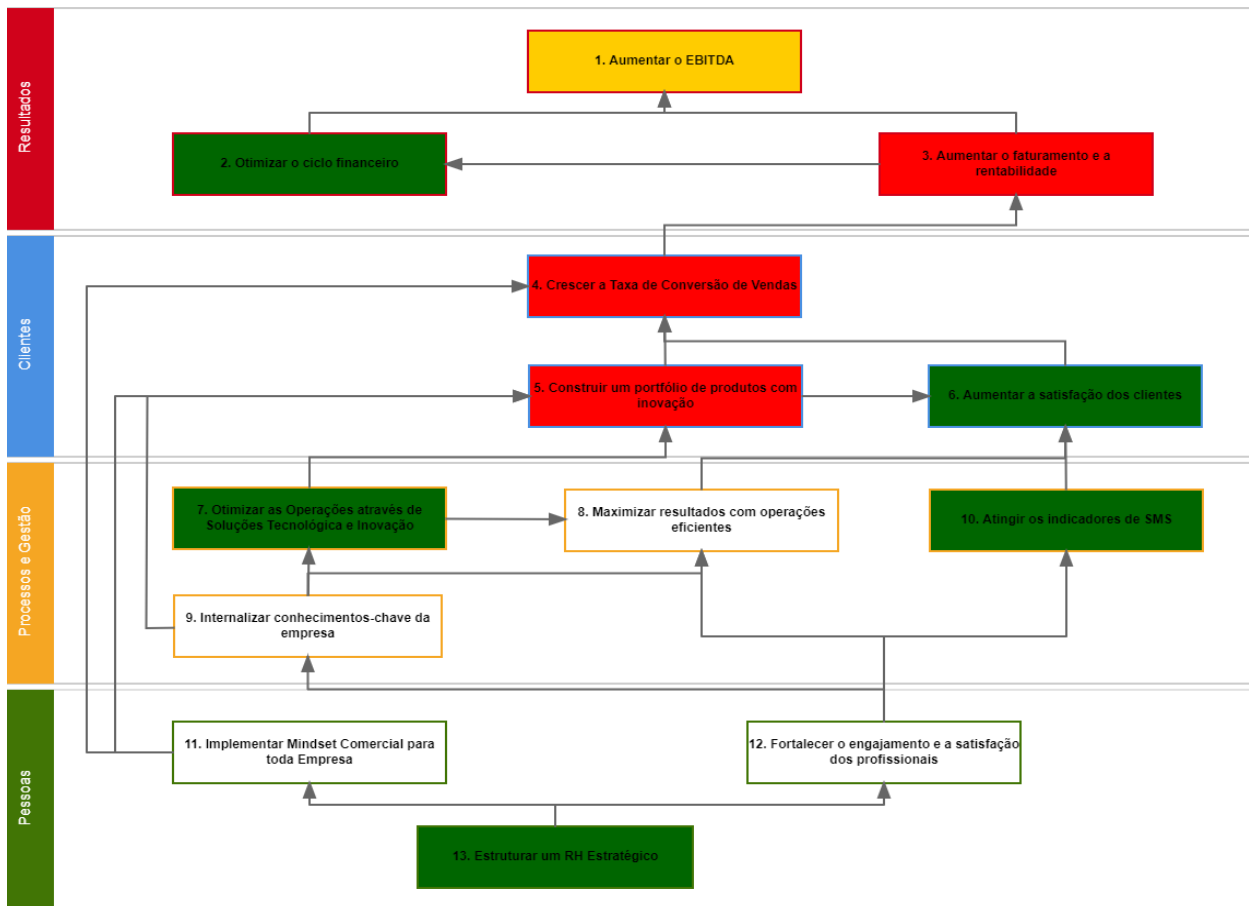 Resultados
1. Aumentar o EBITDA
2. Otimizar o ciclo financeiro
3. Aumentar o faturamento e a
rentabilidade
Clientes
4. Crescer a Taxa de Conversão de Vendas
5. Construir um portfólio de produtos com
inovação
6. Aumentar a satisfação dos clientes
Processos e Gestão
7. Otimizar as Operações através de
Soluções Tecnológica e Inovação
8. Maximizar resultados com operações
eficientes
10. Atingir os indicadores de SMS
9. Internalizar conhecimentos-chave da
empresa
Pessoas
11. Implementar Mindset Comercial para
toda Empresa
12. Fortalecer o engajamento e a satisfação
dos profissionais
13. Estruturar um RH Estratégico